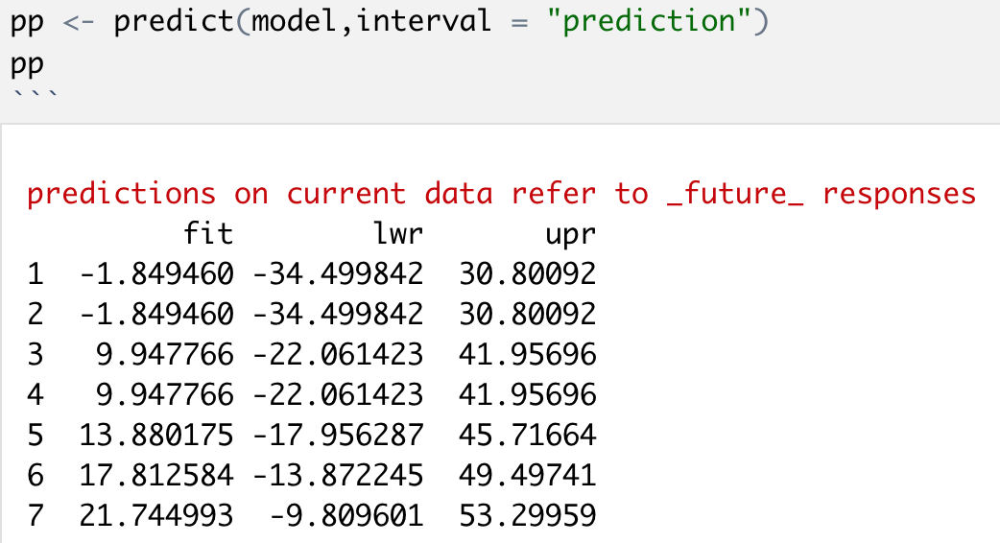 pp <- predict(model,interval = "prediction")
pp
```
predictions on current data refer to _future_ responses
fit lwr upr
1 -1.849460 -34.499842 30.80092
2 -1.849460 -34.499842 30.80092
3 9.947766 -22.061423 41.95696
4 9.947766 -22.061423 41.95696
5 13.880175 -17.956287 45.71664
6 17.812584 -13.872245 49.49741
7 21.744993 -9.809601 53.29959